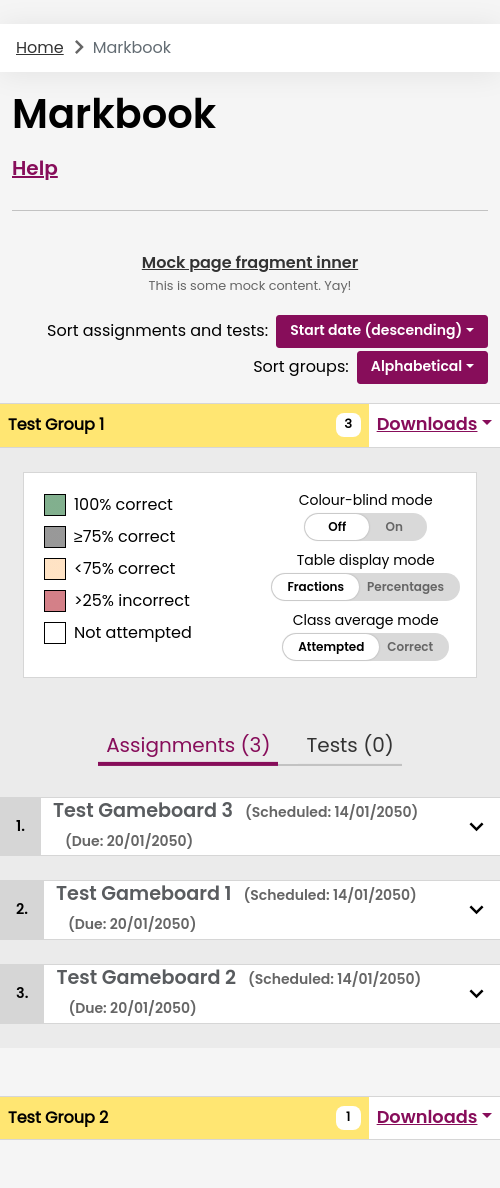 Home > Markbook
Markbook
Help
Mock page fragment inner
This is some mock content. Yay!
Sort assignments and tests: Start date (descending)
Sort groups: Alphabetical
Test Group 1 3 Downloads
100% correct
≥75% correct
<75% correct
>25% incorrect
Not attempted
Colour-blind mode
Off On
Table display mode
Fractions Percentages
Class average mode
Attempted Correct
Assignments (3) Tests (0)
1. Test Gameboard 3 (Scheduled: 14/01/2050)
(Due: 20/01/2050)
2. Test Gameboard 1 (Scheduled: 14/01/2050)
(Due: 20/01/2050)
3. Test Gameboard 2 (Scheduled: 14/01/2050)
(Due: 20/01/2050)
Test Group 2 1 Downloads